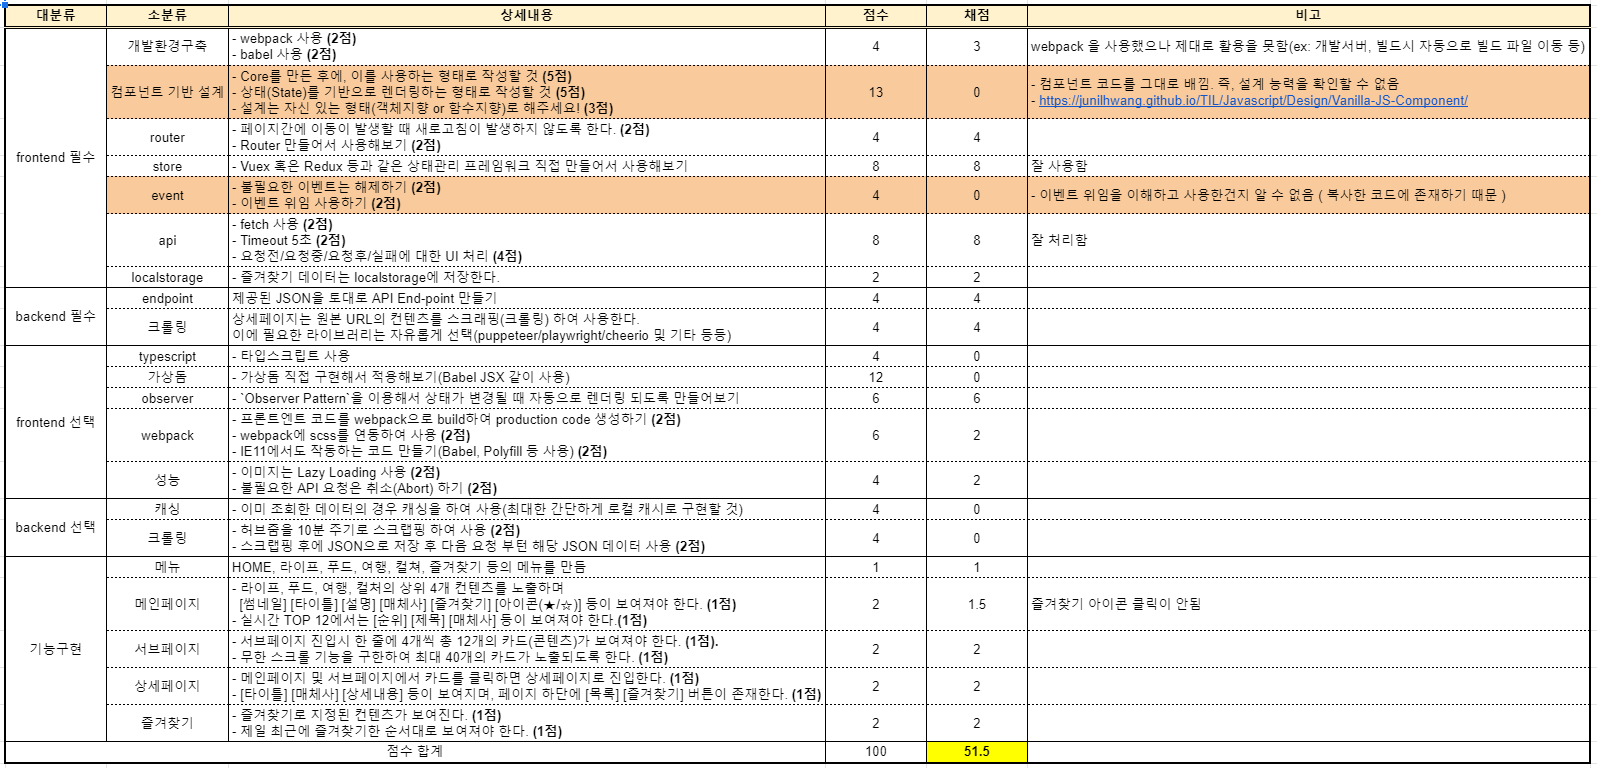 대분류 소분류 상세내용 점수 채점 비고
frontend 필수
개발환경구축
- webpack 사용 (2점)
- babel 사용 (2점)
4 3 webpack 을 사용했으나 제대로 활용을 못함(ex: 개발서버, 빌드시 자동으로 빌드 파일 이동 등)
컴포넌트 기반 설계
- Core를 만든 후에, 이를 사용하는 형태로 작성할 것 (5점)
- 상태(State)를 기반으로 렌더링하는 형태로 작성할 것 (5점)
- 설계는 자신 있는 형태(객체지향 or 함수지향)로 해주세요! (3점)
13 0
- 컴포넌트 코드를 그대로 배낌. 즉, 설계 능력을 확인할 수 없음
- https://junilhwang.github.io/TIL/Javascript/Design/Vanilla-JS-Component/
router
- 페이지간에 이동이 발생할 때 새로고침이 발생하지 않도록 한다. (2점)
- Router 만들어서 사용해보기 (2점)
4 4
store - Vuex 혹은 Redux 등과 같은 상태관리 프레임워크 직접 만들어서 사용해보기 8 8 잘 사용함
event
- 불필요한 이벤트는 해제하기 (2점)
- 이벤트 위임 사용하기 (2점)
4 0 - 이벤트 위임을 이해하고 사용한건지 알 수 없음 ( 복사한 코드에 존재하기 때문 )
api
- fetch 사용 (2점)
- Timeout 5초 (2점)
- 요청전/요청중/요청후/실패에 대한 UI 처리 (4점)
8 8 잘 처리함
localstorage - 즐겨찾기 데이터는 localstorage에 저장한다. 2 2
backend 필수
endpoint 제공된 JSON을 토대로 API End-point 만들기 4 4
크롤링
상세페이지는 원본 URL의 컨텐츠를 스크래핑(크롤링) 하여 사용한다.
이에 필요한 라이브러리는 자유롭게 선택(puppeteer/playwright/cheerio 및 기타 등등)
4 4
frontend 선택
typescript - 타입스크립트 사용 4 0
가상돔 - 가상돔 직접 구현해서 적용해보기(Babel JSX 같이 사용) 12 0
observer - `Observer Pattern`을 이용해서 상태가 변경될 때 자동으로 렌더링 되도록 만들어보기 6 6
webpack
- 프론트엔트 코드를 webpack으로 build하여 production code 생성하기 (2점)
- webpack에 scss를 연동하여 사용 (2점)
- IE11에서도 작동하는 코드 만들기(Babel, Polyfill 등 사용) (2점)
6 2
성능
- 이미지는 Lazy Loading 사용 (2점)
- 불필요한 API 요청은 취소(Abort) 하기 (2점)
4 2
backend 선택
캐싱 - 이미 조회한 데이터의 경우 캐싱을 하여 사용(최대한 간단하게 로컬 캐시로 구현할 것) 4 0
크롤링
- 허브줌을 10분 주기로 스크랩핑 하여 사용 (2점)
- 스크랩핑 후에 JSON으로 저장 후 다음 요청 부턴 해당 JSON 데이터 사용 (2점)
4 0
기능구현
메뉴 HOME, 라이프, 푸드, 여행, 컬쳐, 즐겨찾기 등의 메뉴를 만듬 1 1
메인페이지
- 라이프, 푸드, 여행, 컬처의 상위 4개 컨텐츠를 노출하며
[썸네일] [타이틀] [설명] [매체사] [즐겨찾기] [아이콘(★/☆)] 등이 보여져야 한다. (1점)
- 실시간 TOP 12에서는 [순위] [제목] [매체사] 등이 보여져야 한다.(1점)
2 1.5 즐겨찾기 아이콘 클릭이 안됨
서브페이지
- 서브페이지 진입시 한 줄에 4개씩 총 12개의 카드(콘텐츠)가 보여져야 한다. (1점).
- 무한 스크롤 기능을 구한하여 최대 40개의 카드가 노출되도록 한다. (1점)
2 2
상세페이지
- 메인페이지 및 서브페이지에서 카드를 클릭하면 상세페이지로 진입한다. (1점)
- [타이틀] [매체사] [상세내용] 등이 보여지며, 페이지 하단에 [목록] [즐겨찾기] 버튼이 존재한다. (1점)
2 2
즐겨찾기
- 즐겨찾기로 지정된 컨텐츠가 보여진다. (1점)
- 제일 최근에 즐겨찾기한 순서대로 보여져야 한다. (1점)
2 2
점수 합계 100 51.5